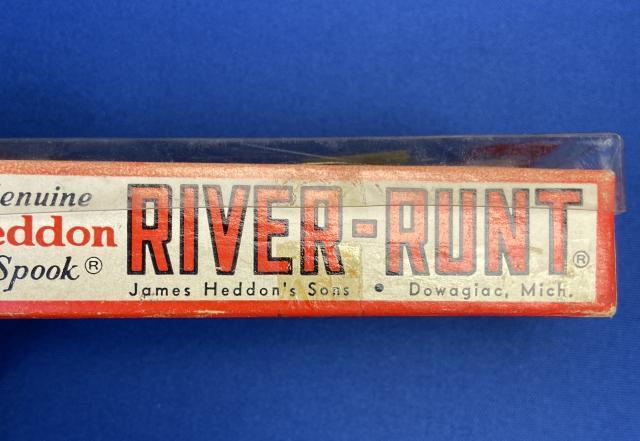 enuine
eddon RIVER-RUNT®
Spook®
James Heddon's Sons • Dowagiac, Mich.